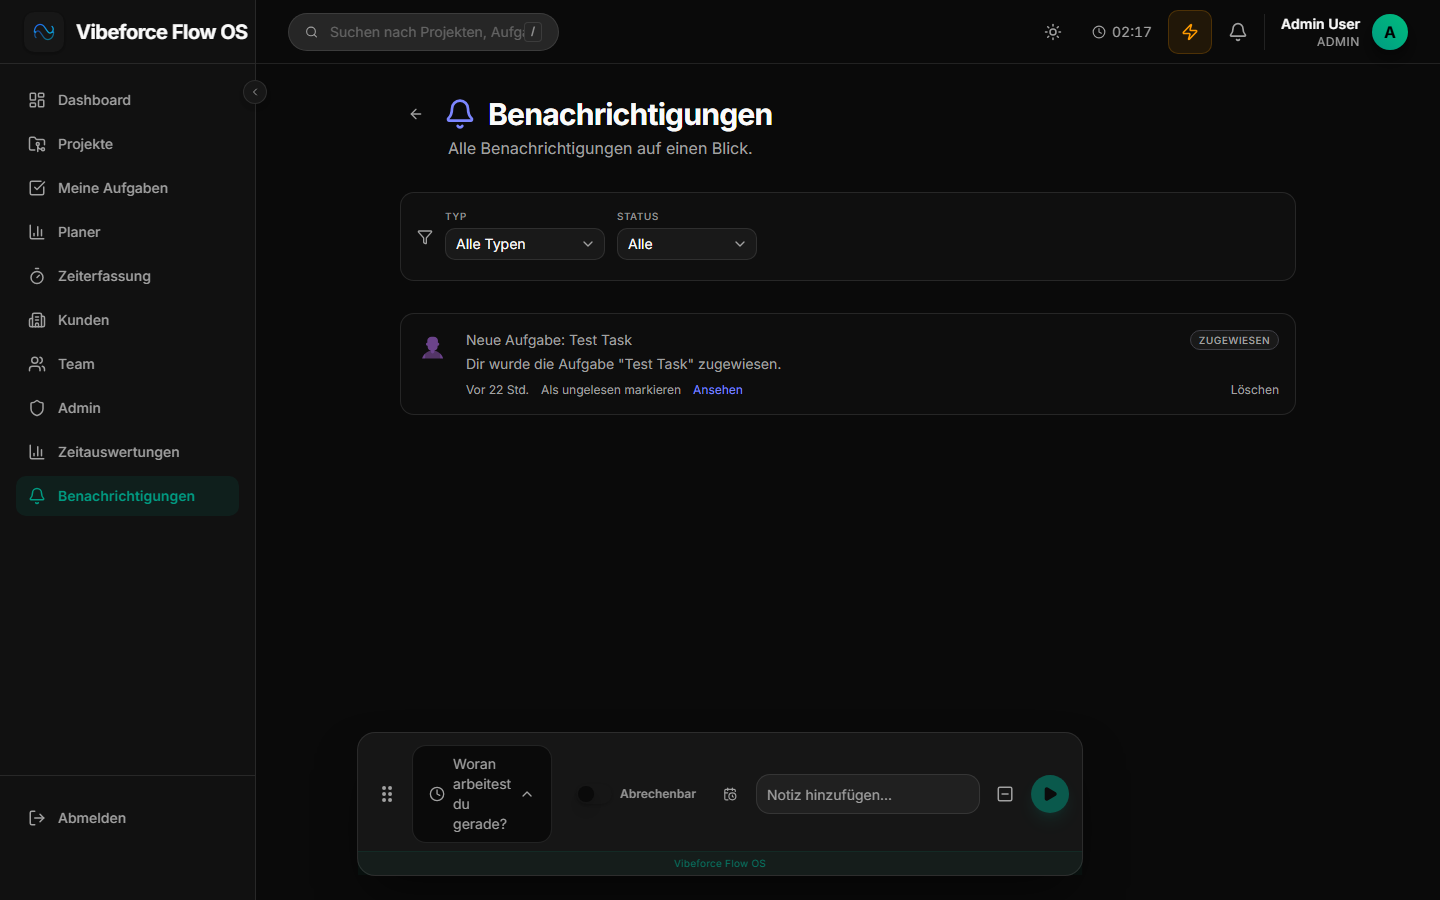 Vibeforce Flow OS
Suchen nach Projekten, Aufga
/
02:17
Admin User
ADMIN
A
Dashboard
Projekte
Meine Aufgaben
Planer
Zeiterfassung
Kunden
Team
Admin
Zeitauswertungen
Benachrichtigungen
Abmelden
Benachrichtigungen
Alle Benachrichtigungen auf einen Blick.
TYP
STATUS
Alle Typen
Alle
Neue Aufgabe: Test Task
ZUGEWIESEN
Dir wurde die Aufgabe "Test Task" zugewiesen.
Vor 22 Std. Als ungelesen markieren Ansehen
Löschen
Woran
arbeitest
du
gerade?
Abrechenbar
Notiz hinzufügen...
Vibeforce Flow OS